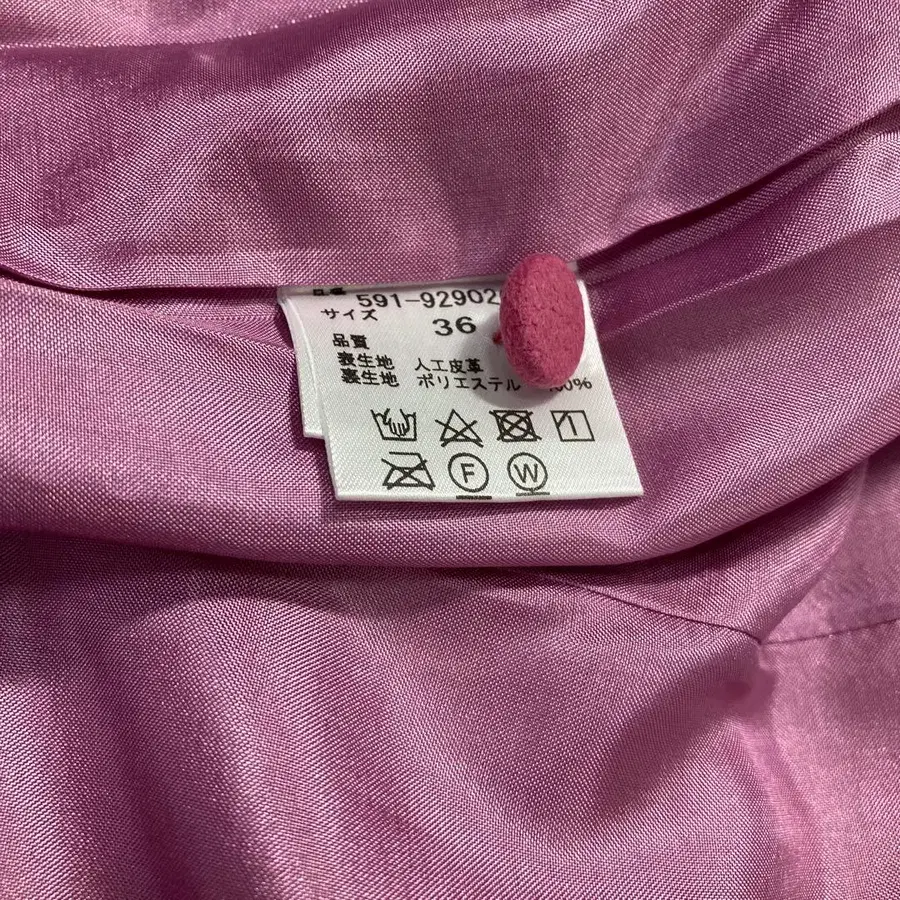 591-92902
サイズ 36
品質
表生地 人工皮革
裏生地 ポリエステル 100%
F W